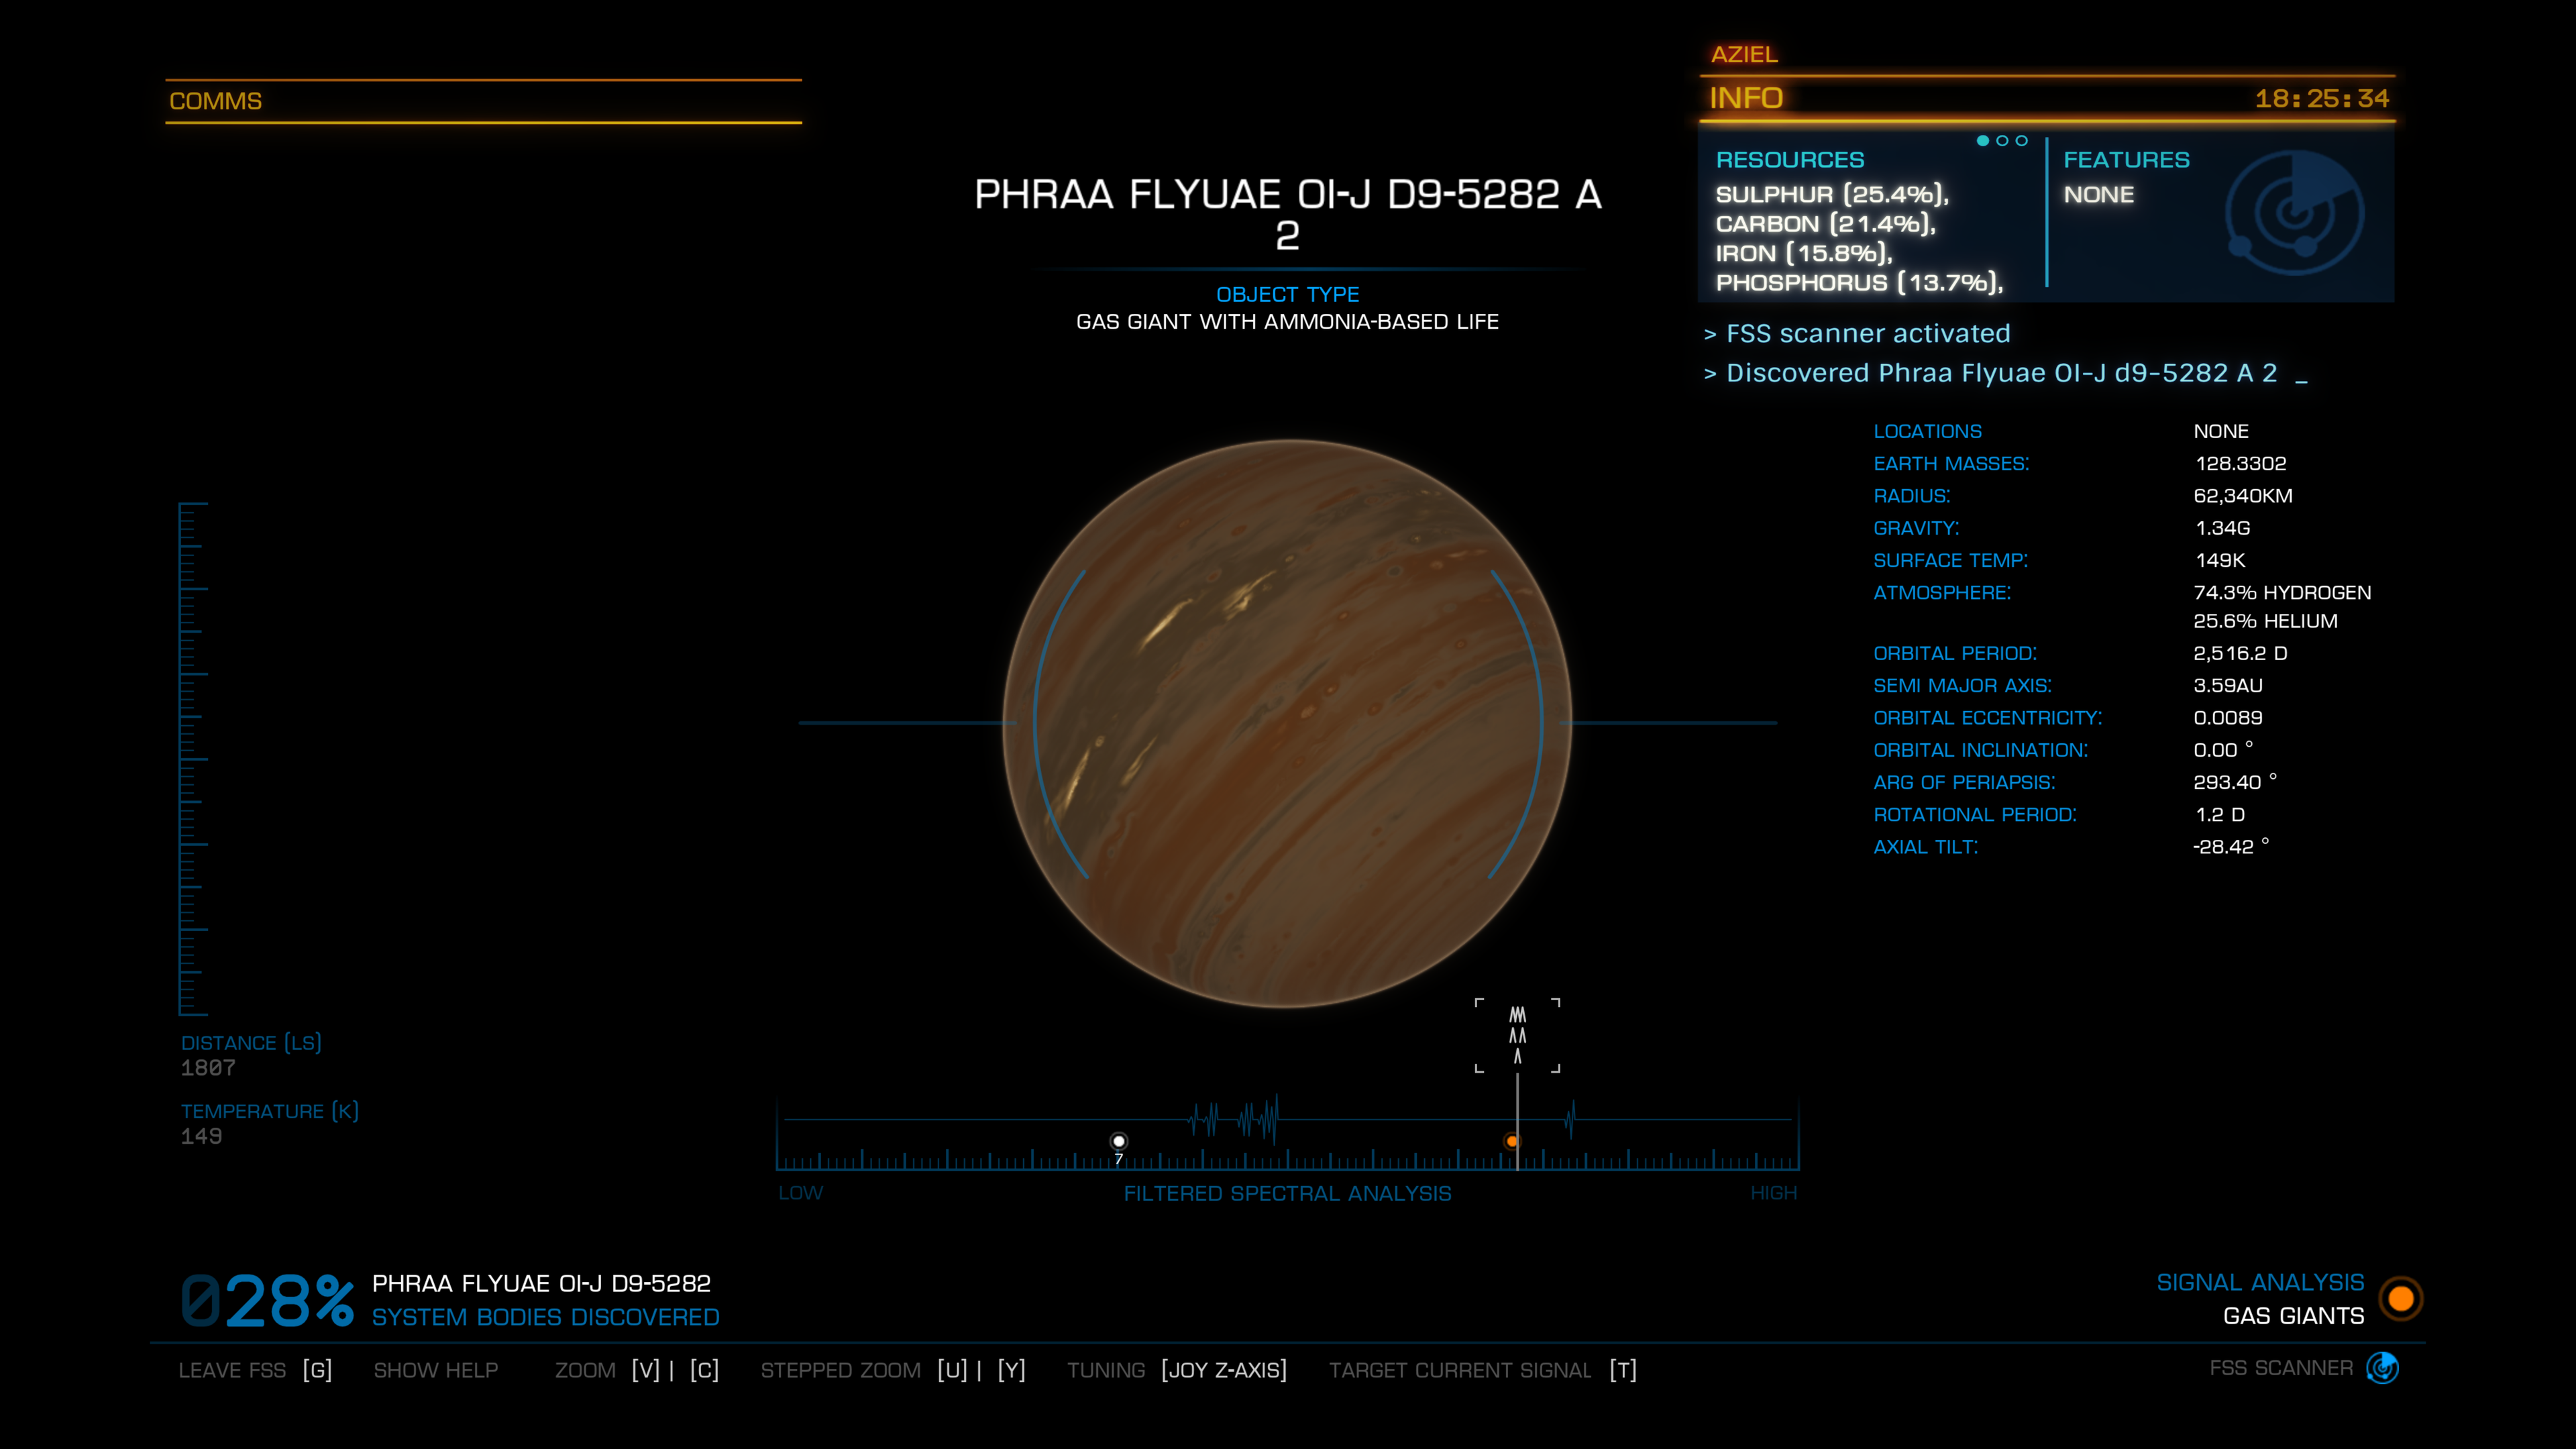 COMMS
AZIEL
INFO 18:25:34
RESOURCES
SULPHUR (25.4%),
CARBON (21.4%),
IRON (15.8%),
PHOSPHORUS (13.7%),
FEATURES
NONE
> FSS scanner activated
> Discovered Phraa Flyuae OI-J d9-5282 A 2 _
PHRAA FLYUAE OI-J D9-5282 A
2
OBJECT TYPE
GAS GIANT WITH AMMONIA-BASED LIFE
LOCATIONS NONE
EARTH MASSES: 128.3302
RADIUS: 62,340KM
GRAVITY: 1.34G
SURFACE TEMP: 149K
ATMOSPHERE: 74.3% HYDROGEN
25.6% HELIUM
ORBITAL PERIOD: 2,516.2 D
SEMI MAJOR AXIS: 3.59AU
ORBITAL ECCENTRICITY: 0.0089
ORBITAL INCLINATION: 0.00 °
ARG OF PERIAPSIS: 293.40 °
ROTATIONAL PERIOD: 1.2 D
AXIAL TILT: -28.42 °
DISTANCE (LS)
1807
TEMPERATURE (K)
149
7
LOW FILTERED SPECTRAL ANALYSIS HIGH
028% PHRAA FLYUAE OI-J D9-5282
SYSTEM BODIES DISCOVERED
SIGNAL ANALYSIS
GAS GIANTS
LEAVE FSS [G] SHOW HELP ZOOM [V] | [C] STEPPED ZOOM [U] | [Y] TUNING [JOY Z-AXIS] TARGET CURRENT SIGNAL [T] FSS SCANNER